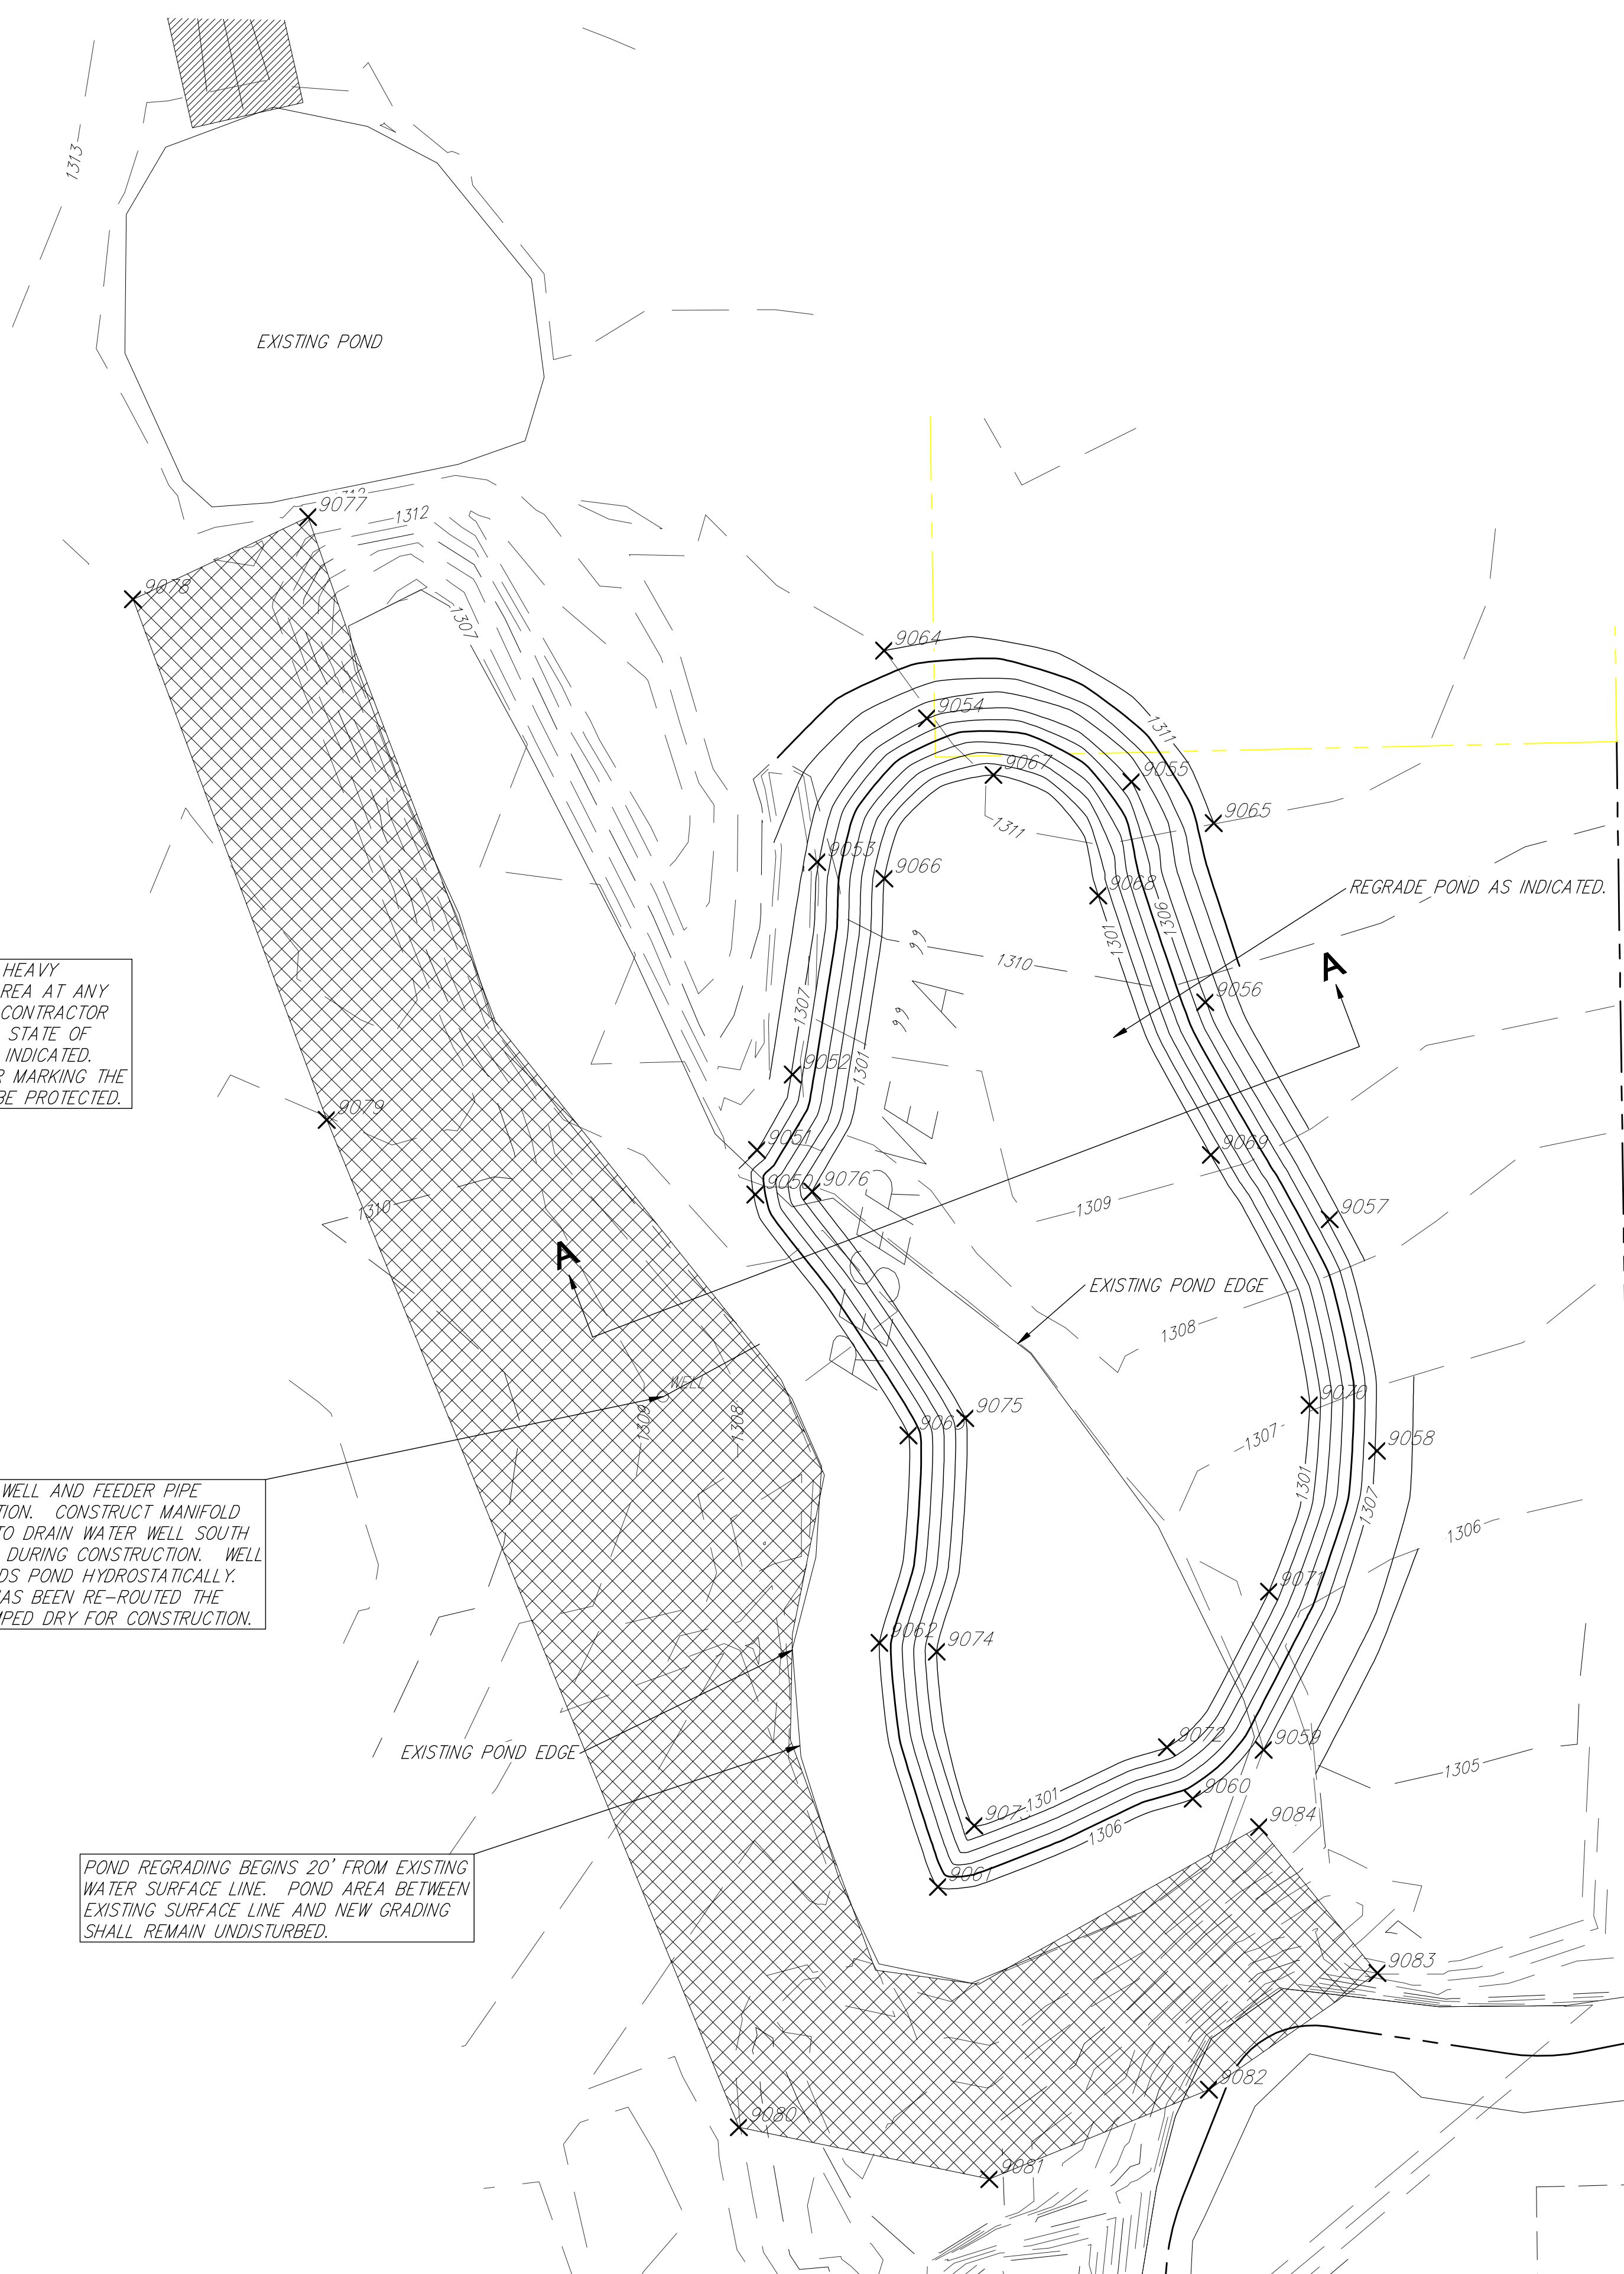 1313
EXISTING POND
9077
1312
9078
1307
9064
9054
1311
9067
9055
9065
1311
9053
9066
9068
REGRADE POND AS INDICATED.
1306
1301
1310
A
9056
HEAVY
REA AT ANY
CONTRACTOR
STATE OF
INDICATED.
R MARKING THE
BE PROTECTED.
1307
9052
1301
9079
9051
9069
9076
1309
1310
9057
A
EXISTING POND EDGE
1308
WELL
1309
1308
9070
9075
1307
9058
1301
1307
1306
WELL AND FEEDER PIPE
TION. CONSTRUCT MANIFOLD
TO DRAIN WATER WELL SOUTH
DURING CONSTRUCTION. WELL
DS POND HYDROSTATICALLY.
HAS BEEN RE-ROUTED THE
MPED DRY FOR CONSTRUCTION.
9071
9062
9074
EXISTING POND EDGE
9072
9059
1305
9060
1301
1306
9084
POND REGRADING BEGINS 20' FROM EXISTING
WATER SURFACE LINE. POND AREA BETWEEN
EXISTING SURFACE LINE AND NEW GRADING
SHALL REMAIN UNDISTURBED.
9061
9083
9082
9080
9081